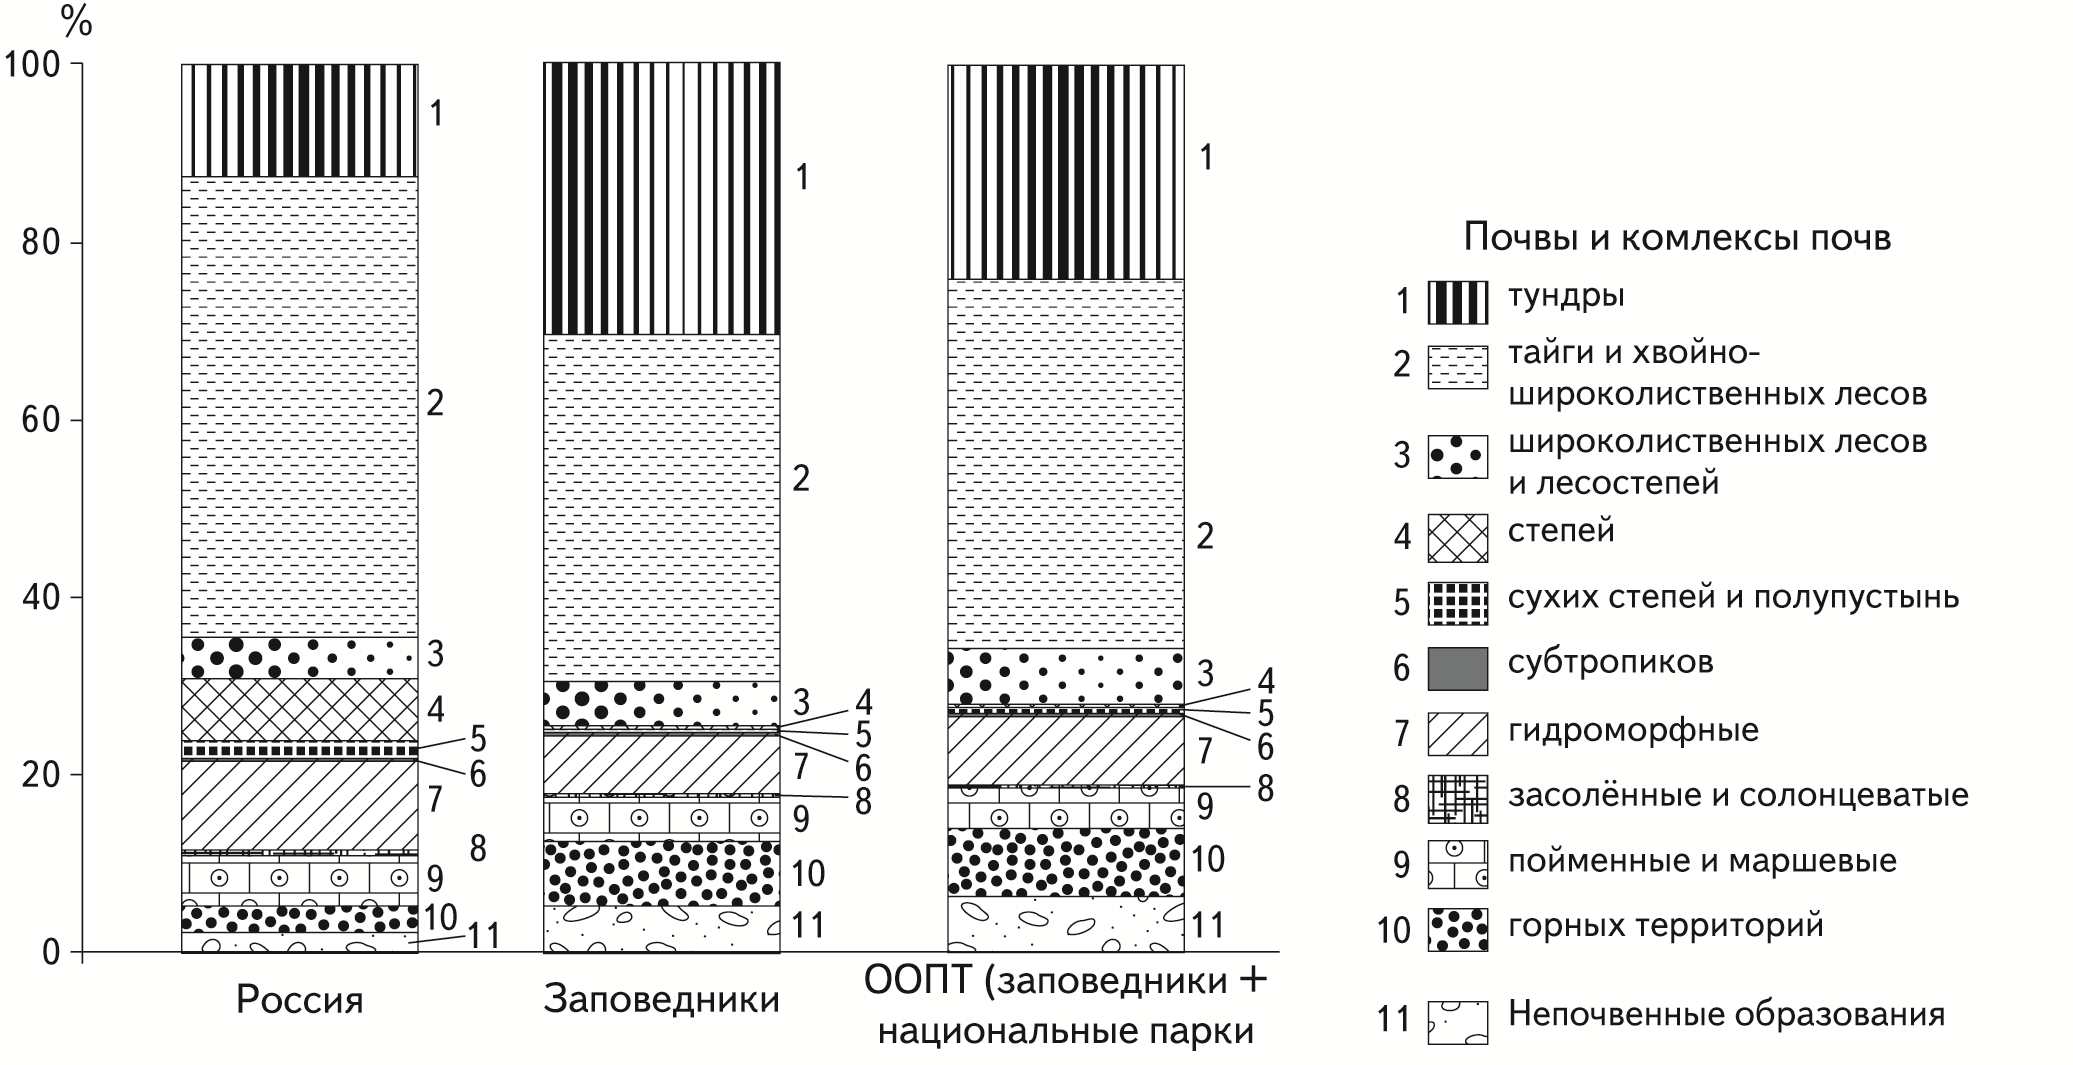 %
100
80
60
40
20
0
1
2
3
4
5
6
7
8
9
10
11
Россия
1
2
3
4
5
6
7
8
9
10
11
Заповедники
1
2
3
4
5
6
7
8
9
10
11
ООПТ (заповедники +
национальные парки
Почвы и комлексы почв
1 тундры
2 тайги и хвойно-
широколиственных лесов
3 широколиственных лесов
и лесостепей
4 степей
5 сухих степей и полупустынь
6 субтропиков
7 гидроморфные
8 засолённые и солонцеватые
9 пойменные и маршевые
10 горных территорий
11 Непочвенные образования